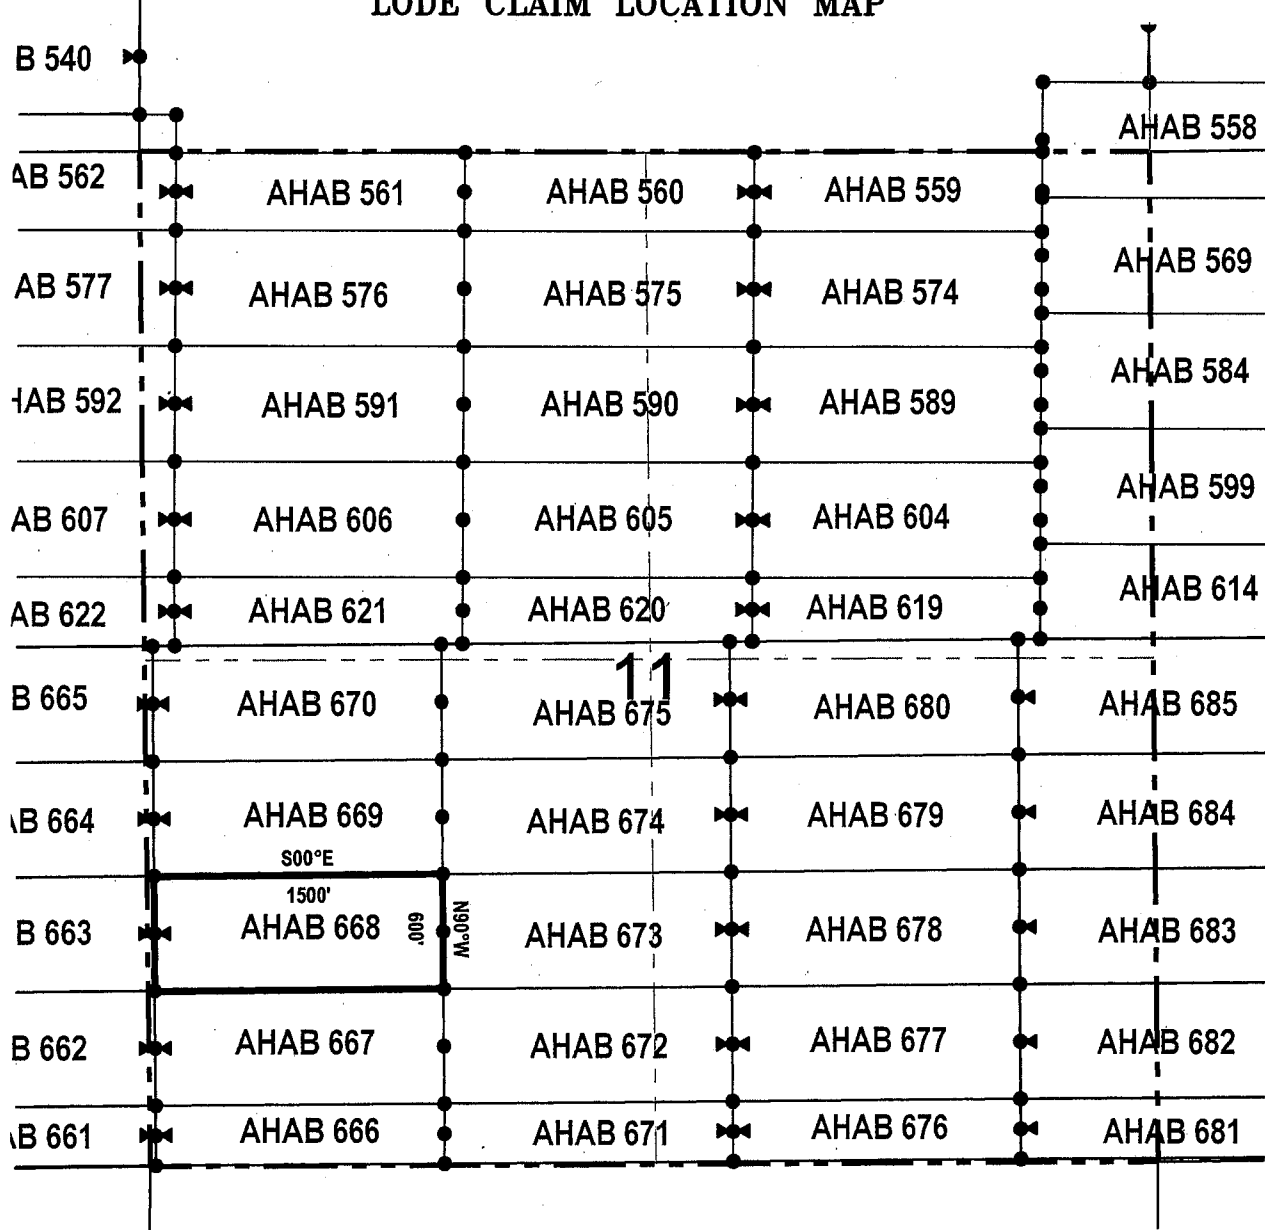 LODE CLAIM LOCATION MAP
B 540
AHAB 558
AB 562
AHAB 561
AHAB 560
AHAB 559
AHAB 569
AB 577
AHAB 576
AHAB 575
AHAB 574
AHAB 584
HAB 592
AHAB 591
AHAB 590
AHAB 589
AHAB 599
AB 607
AHAB 606
AHAB 605
AHAB 604
AHAB 614
AB 622
AHAB 621
AHAB 620
AHAB 619
11
B 665
AHAB 670
AHAB 675
AHAB 680
AHAB 685
AB 664
AHAB 669
AHAB 674
AHAB 679
AHAB 684
S00°E
1500'
B 663
AHAB 668
600'
N90°W
AHAB 673
AHAB 678
AHAB 683
B 662
AHAB 667
AHAB 672
AHAB 677
AHAB 682
AB 661
AHAB 666
AHAB 671
AHAB 676
AHAB 681